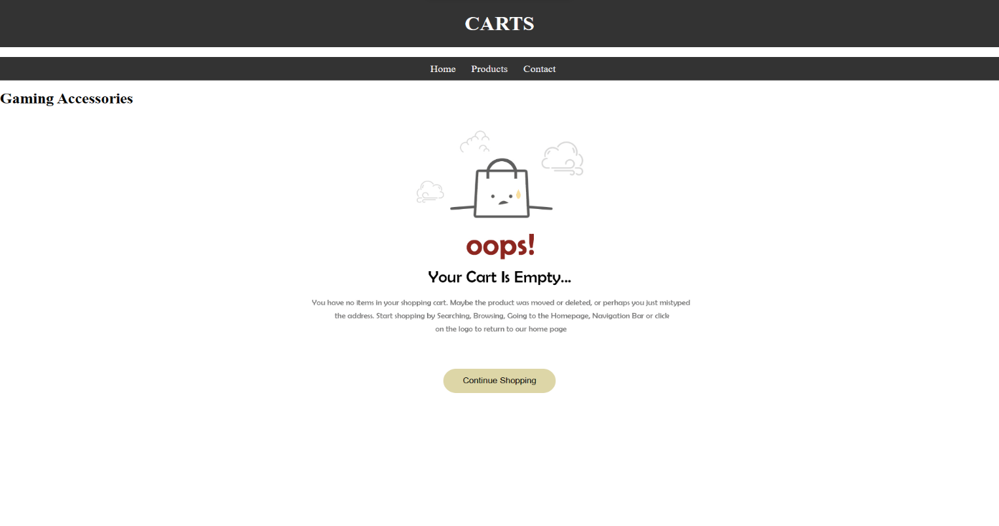 CARTS
Home Products Contact
Gaming Accessories
oops!
Your Cart Is Empty...
You have no items in your shopping cart. Maybe the product was moved or deleted, or perhaps you just mistyped
the address. Start shopping by Searching, Browsing, Going to the Homepage, Navigation Bar or click
on the logo to return to our home page
Continue Shopping